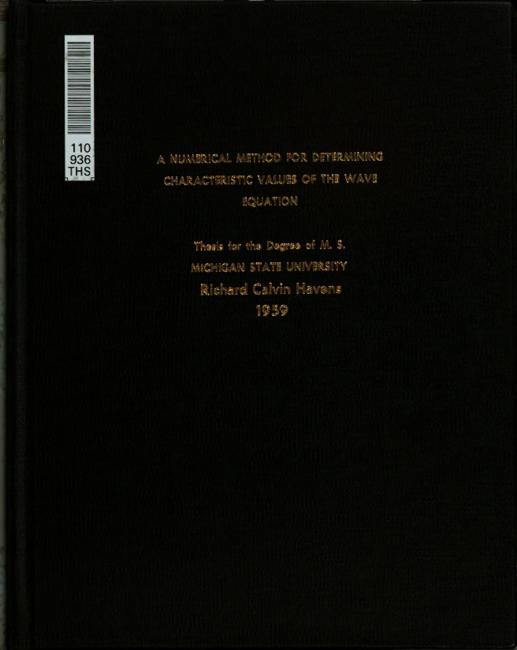 110
936
THS
A NUMERICAL METHOD FOR DETERMINING
CHARACTERISTIC VALUES OF THE WAVE
EQUATION
Thesis for the Degree of M. S.
MICHIGAN STATE UNIVERSITY
Richard Calvin Havens
1959